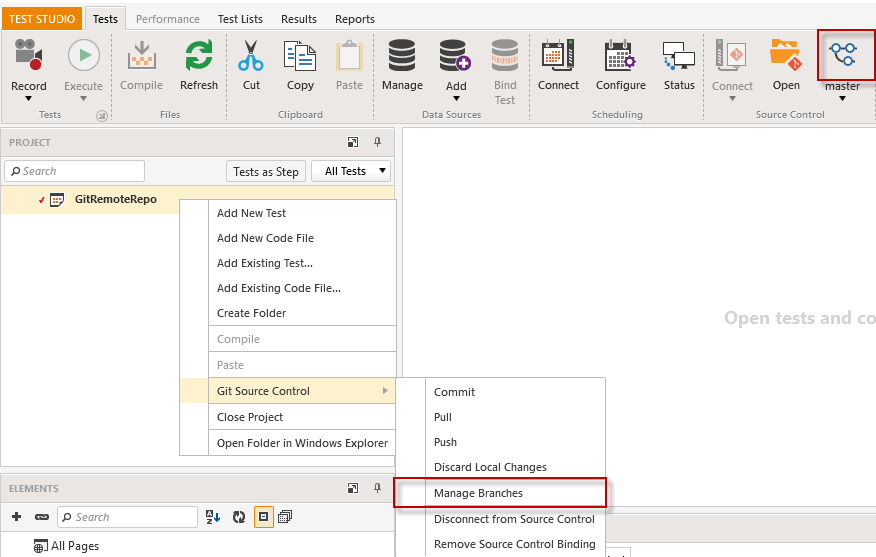 TEST STUDIO Tests Performance Test Lists Results Reports
Record Execute Compile Refresh Cut Copy Paste Manage Add Bind Test Connect Configure Status Connect Open master
Tests Files Clipboard Data Sources Scheduling Source Control
PROJECT
Search Tests as Step All Tests
GitRemoteRepo
Add New Test
Add New Code File
Add Existing Test...
Add Existing Code File...
Create Folder
Compile
Paste
Git Source Control
Close Project
Open Folder in Windows Explorer
Open tests and co
Commit
Pull
Push
Discard Local Changes
Manage Branches
Disconnect from Source Control
Remove Source Control Binding
ELEMENTS
Search
All Pages